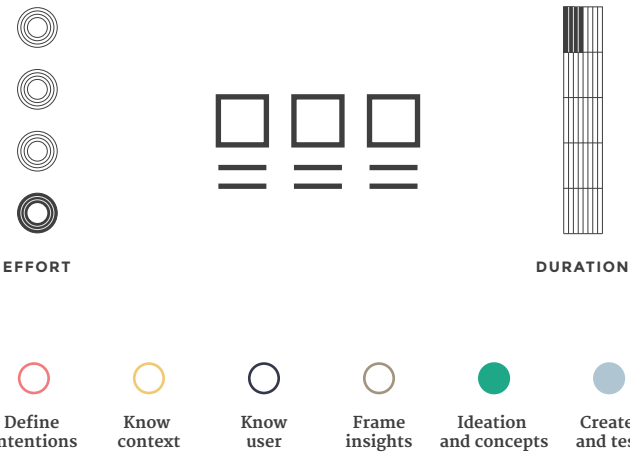 EFFORT
DURATION
Define
ntentions
Know
context
Know
user
Frame
insights
Ideation
and concepts
Create
and tes